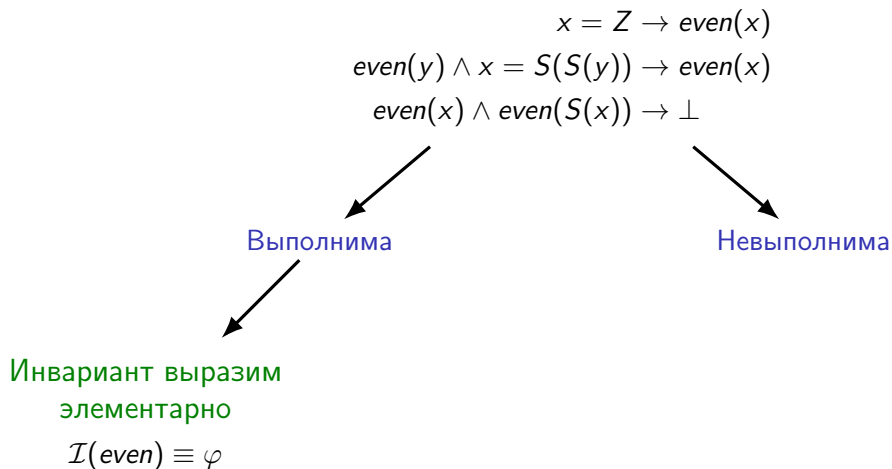 x = Z → even(x)
even(y) ∧ x = S(S(y)) → even(x)
even(x) ∧ even(S(x)) → ⊥
Выполнима
Невыполнима
Инвариант выразим
элементарно
ℐ(even) ≡ φ